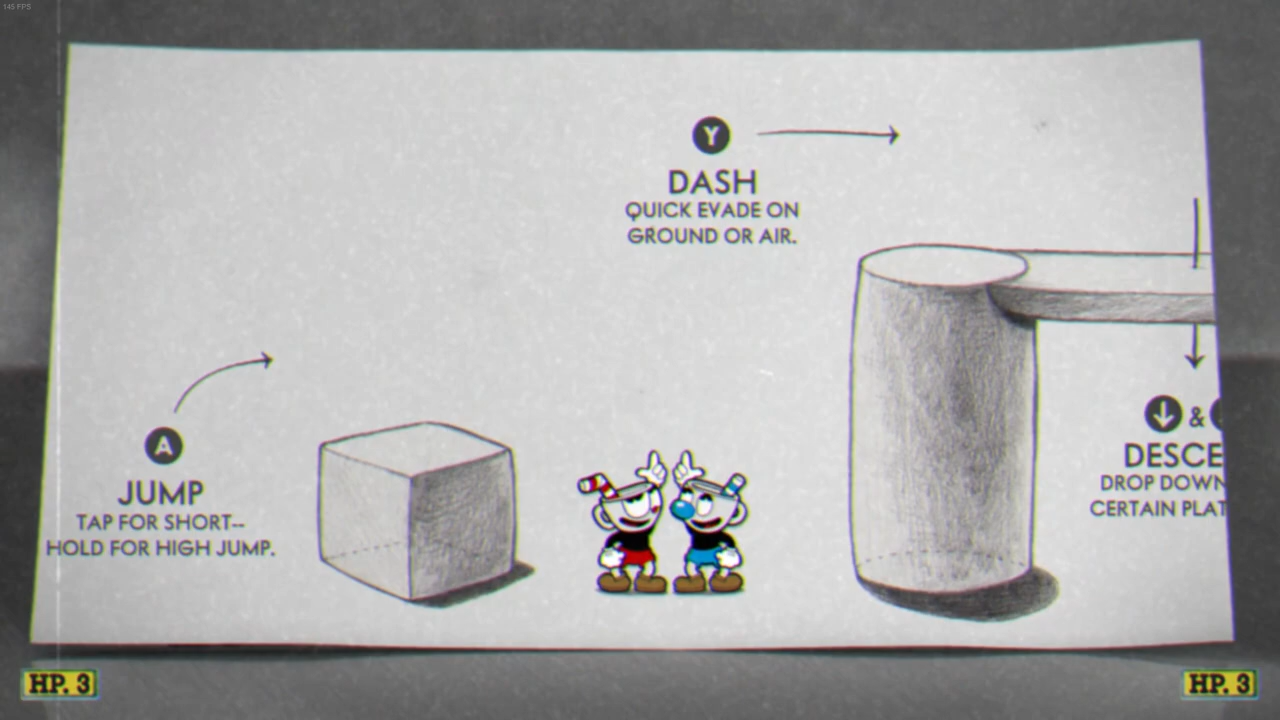 145 FPS
Y
DASH
QUICK EVADE ON
GROUND OR AIR.
A
JUMP
TAP FOR SHORT--
HOLD FOR HIGH JUMP.
↓ &
DESCE
DROP DOWN
CERTAIN PLAT
HP. 3
HP. 3